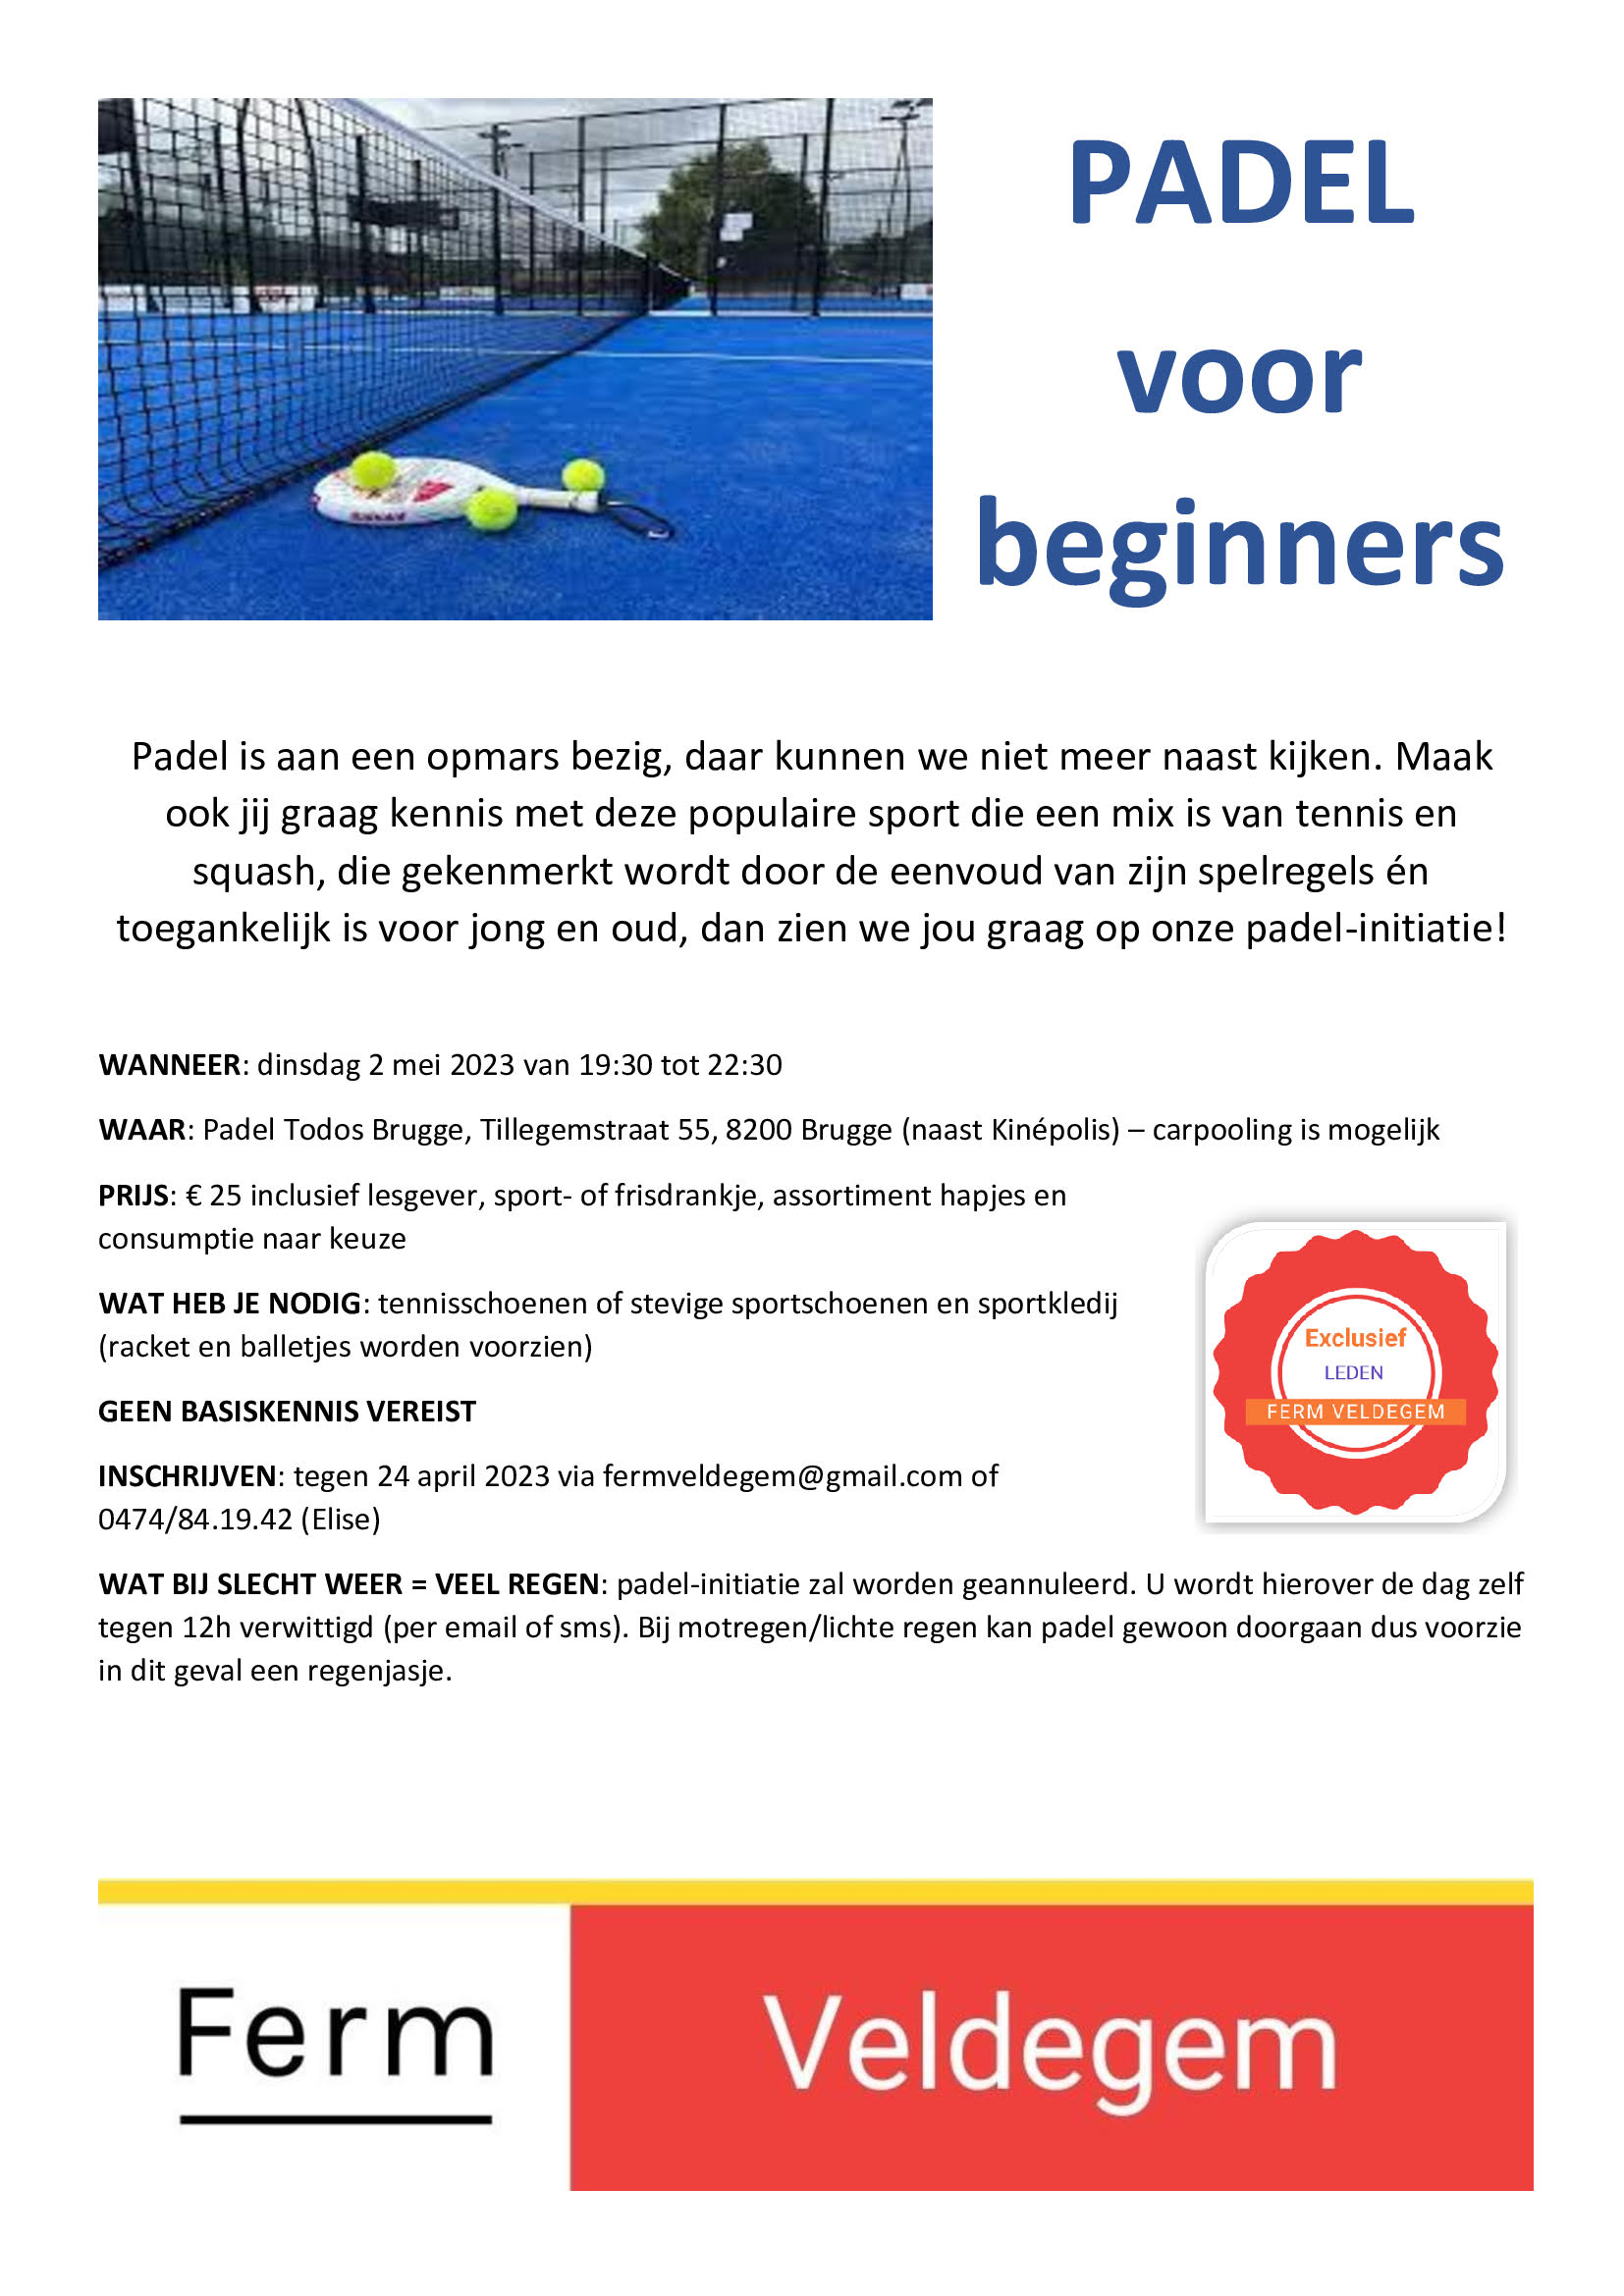 PADEL
voor
beginners
Padel is aan een opmars bezig, daar kunnen we niet meer naast kijken. Maak
ook jij graag kennis met deze populaire sport die een mix is van tennis en
squash, die gekenmerkt wordt door de eenvoud van zijn spelregels én
toegankelijk is voor jong en oud, dan zien we jou graag op onze padel-initiatie!
WANNEER: dinsdag 2 mei 2023 van 19:30 tot 22:30
WAAR: Padel Todos Brugge, Tillegemstraat 55, 8200 Brugge (naast Kinépolis) – carpooling is mogelijk
PRIJS: € 25 inclusief lesgever, sport- of frisdrankje, assortiment hapjes en
consumptie naar keuze
WAT HEB JE NODIG: tennisschoenen of stevige sportschoenen en sportkledij
(racket en balletjes worden voorzien)
GEEN BASISKENNIS VEREIST
INSCHRIJVEN: tegen 24 april 2023 via fermveldegem@gmail.com of
0474/84.19.42 (Elise)
Exclusief
LEDEN
FERM VELDEGEM
WAT BIJ SLECHT WEER = VEEL REGEN: padel-initiatie zal worden geannuleerd. U wordt hierover de dag zelf
tegen 12h verwittigd (per email of sms). Bij motregen/lichte regen kan padel gewoon doorgaan dus voorzie
in dit geval een regenjasje.
Ferm
Veldegem